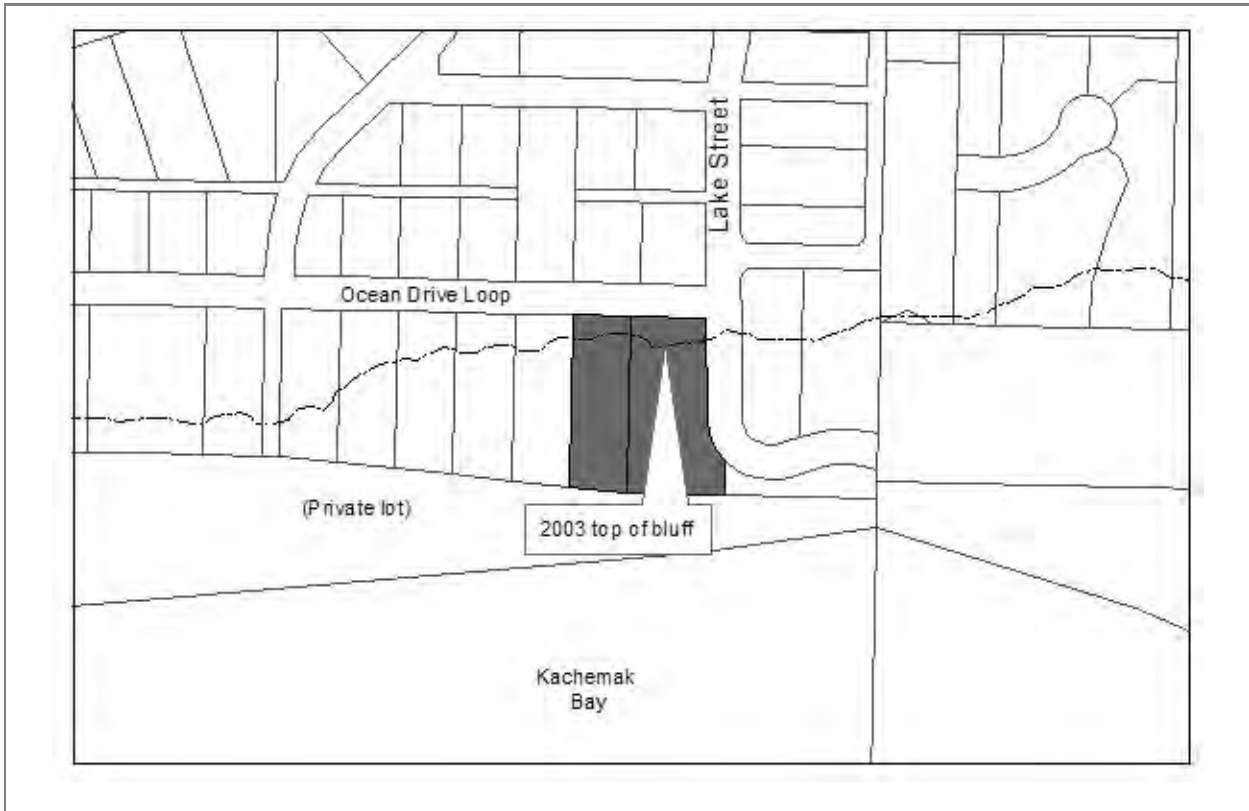 Lake Street
Ocean Drive Loop
(Private lot)
2003 top of bluff
Kachemak
Bay